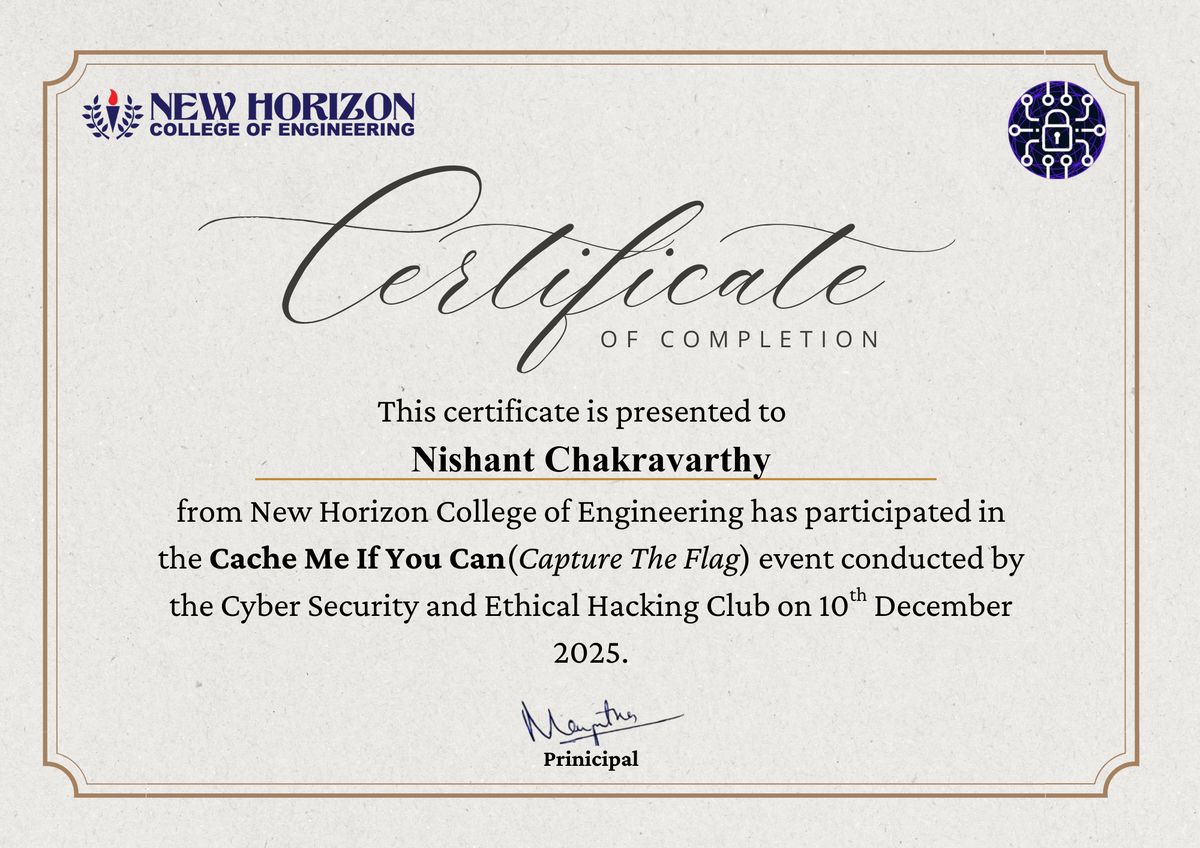 NEW HORIZON
COLLEGE OF ENGINEERING
Certificate
OF COMPLETION
This certificate is presented to
Nishant Chakravarthy
from New Horizon College of Engineering has participated in
the Cache Me If You Can(Capture The Flag) event conducted by
the Cyber Security and Ethical Hacking Club on 10th December
2025.
Prinicipal